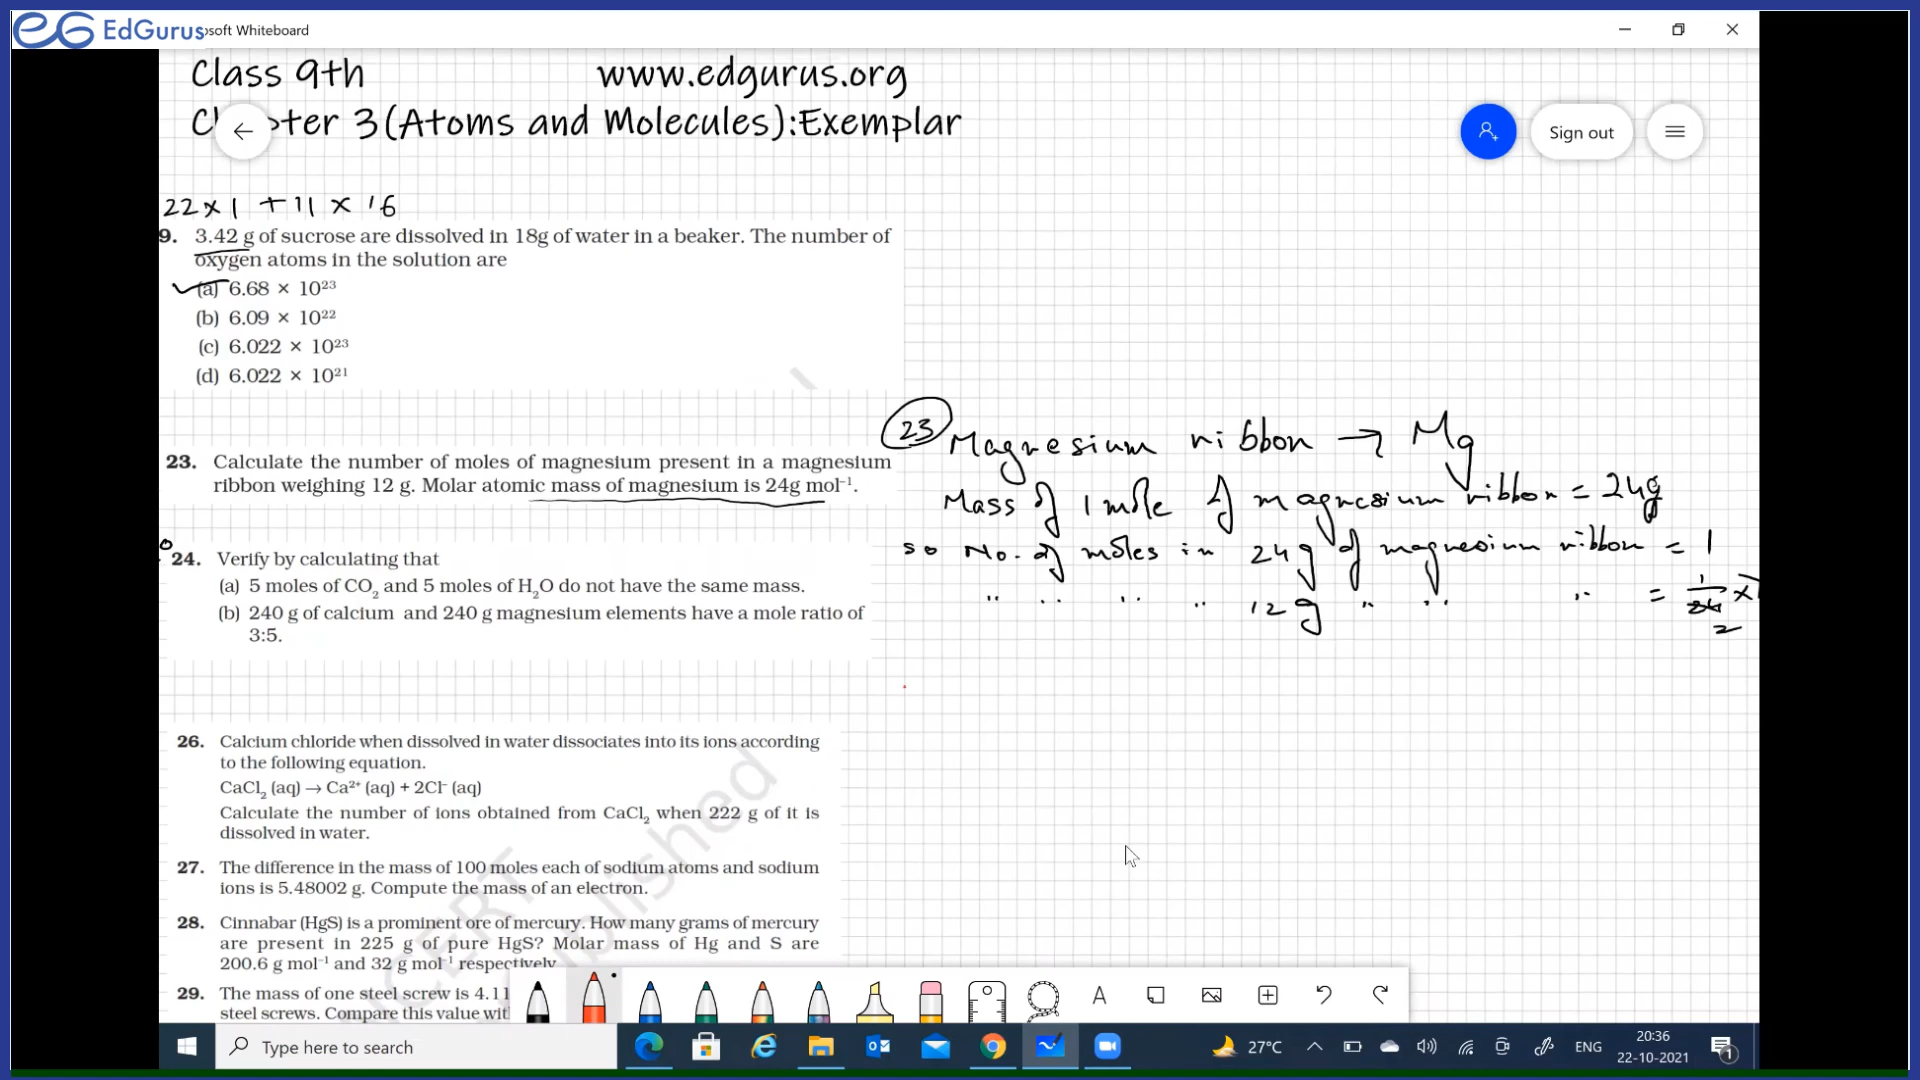 EdGurus
osoft Whiteboard
Class 9th www.edgurus.org
Chapter 3(Atoms and Molecules):Exemplar
Sign out
22 x 1 + 11 x 16
9. 3.42 g of sucrose are dissolved in 18g of water in a beaker. The number of
oxygen atoms in the solution are
(a) 6.68 × 10²³
(b) 6.09 × 10²²
(c) 6.022 × 10²³
(d) 6.022 × 10²¹
23. Calculate the number of moles of magnesium present in a magnesium
ribbon weighing 12 g. Molar atomic mass of magnesium is 24g mol⁻¹.
24. Verify by calculating that
(a) 5 moles of CO₂ and 5 moles of H₂O do not have the same mass.
(b) 240 g of calcium and 240 g magnesium elements have a mole ratio of
3:5.
26. Calcium chloride when dissolved in water dissociates into its ions according
to the following equation.
CaCl₂ (aq) → Ca²⁺ (aq) + 2Cl⁻ (aq)
Calculate the number of ions obtained from CaCl₂ when 222 g of it is
dissolved in water.
27. The difference in the mass of 100 moles each of sodium atoms and sodium
ions is 5.48002 g. Compute the mass of an electron.
28. Cinnabar (HgS) is a prominent ore of mercury. How many grams of mercury
are present in 225 g of pure HgS? Molar mass of Hg and S are
200.6 g mol⁻¹ and 32 g mol⁻¹ respectively
29. The mass of one steel screw is 4.11
steel screws. Compare this value wit
23 Magnesium ribbon → Mg
Mass of 1 mole of magnesium ribbon = 24g
so No. of moles in 24g of magnesium ribbon = 1
" " " " 12g " " " = 1/24 x
2
NCERT
published
Type here to search
27°C
ENG
20:36
22-10-2021
1